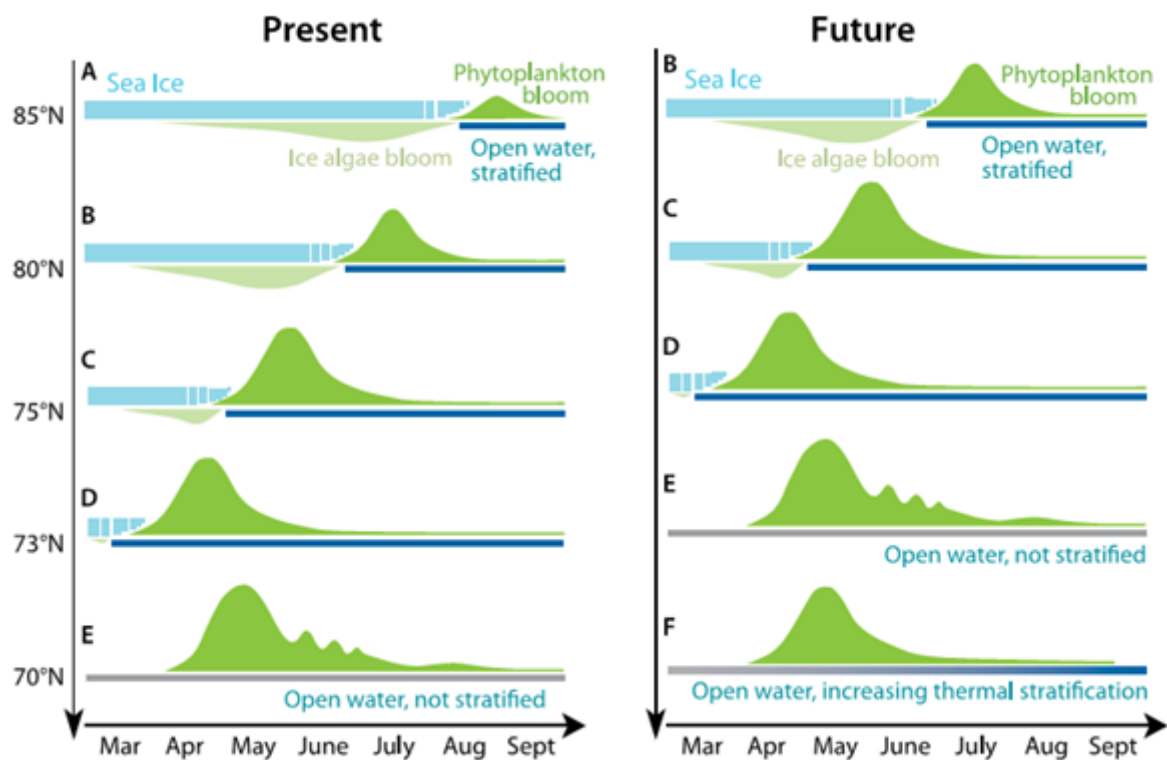 Present
A
Sea Ice
Phytoplankton
bloom
85°N
Ice algae bloom
Open water,
stratified
B
80°N
C
75°N
D
73°N
E
70°N
Open water, not stratified
Mar Apr May June July Aug Sept
Future
B
Sea Ice
Phytoplankton
bloom
Ice algae bloom
Open water,
stratified
C
D
E
Open water, not stratified
F
Open water, increasing thermal stratification
Mar Apr May June July Aug Sept